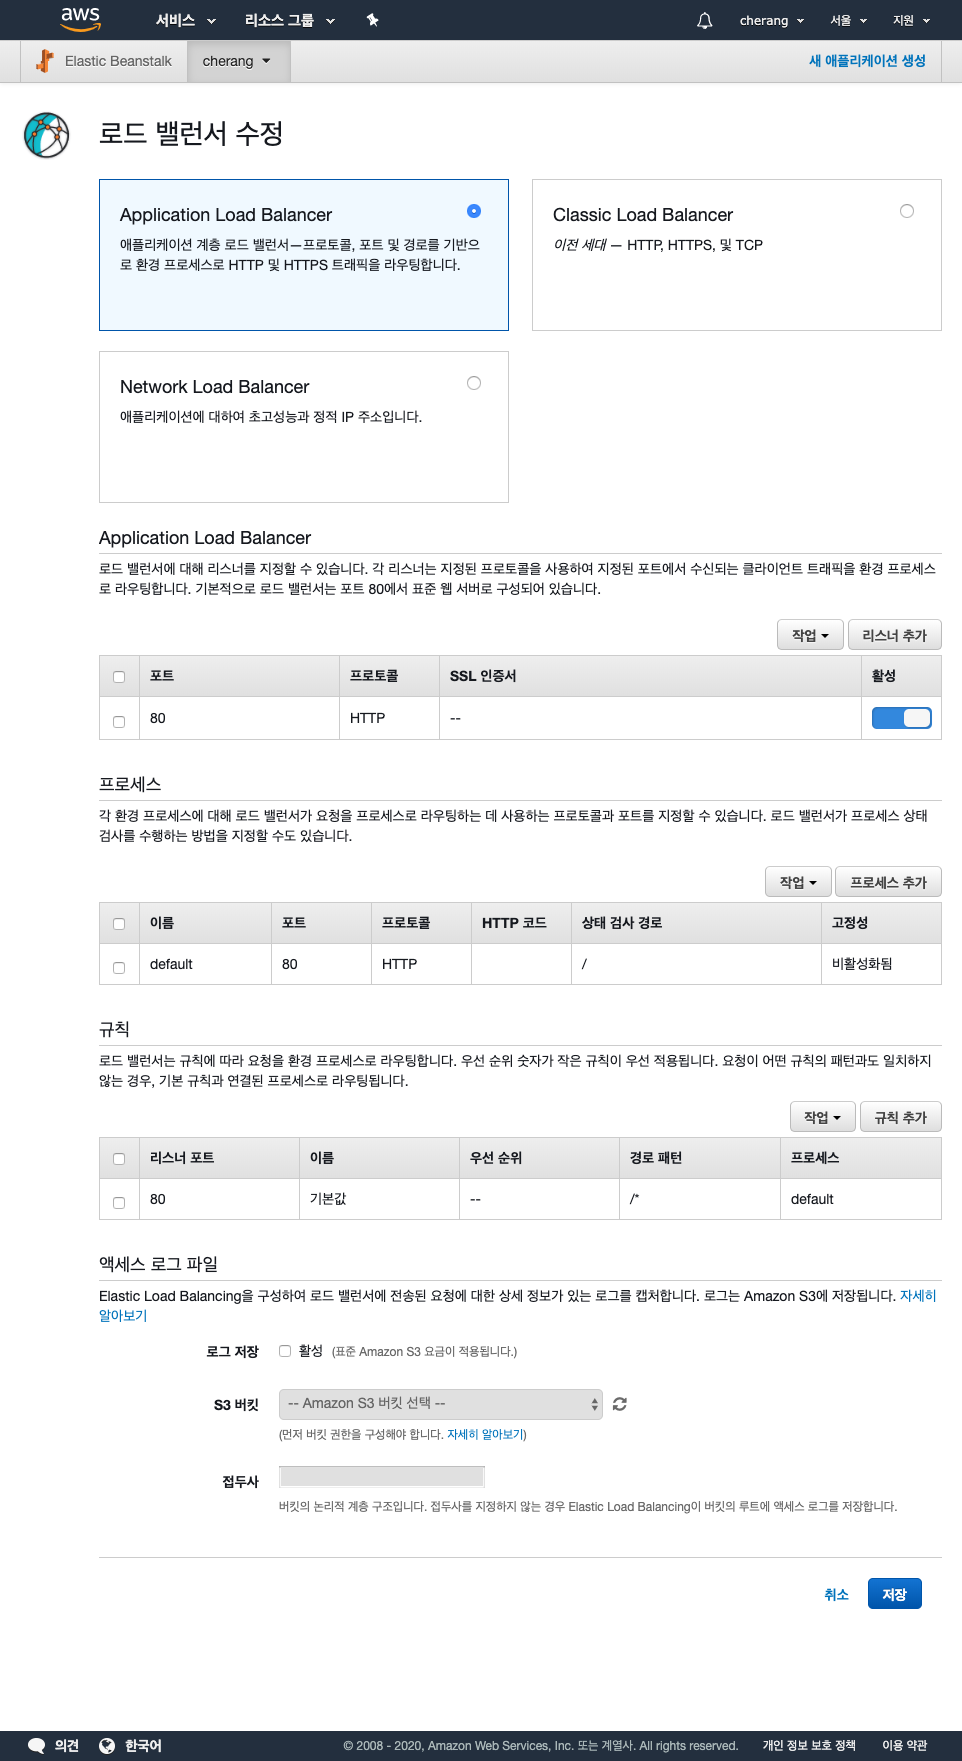 aws 서비스 리소스 그룹 cherang 서울 지원
Elastic Beanstalk cherang 새 애플리케이션 생성
로드 밸런서 수정
Application Load Balancer
애플리케이션 계층 로드 밸런서—프로토콜, 포트 및 경로를 기반으
로 환경 프로세스로 HTTP 및 HTTPS 트래픽을 라우팅합니다.
Classic Load Balancer
이전 세대 — HTTP, HTTPS, 및 TCP
Network Load Balancer
애플리케이션에 대하여 초고성능과 정적 IP 주소입니다.
Application Load Balancer
로드 밸런서에 대해 리스너를 지정할 수 있습니다. 각 리스너는 지정된 프로토콜을 사용하여 지정된 포트에서 수신되는 클라이언트 트래픽을 환경 프로세스
로 라우팅합니다. 기본적으로 로드 밸런서는 포트 80에서 표준 웹 서버로 구성되어 있습니다.
작업 리스너 추가
포트 프로토콜 SSL 인증서 활성
80 HTTP --
프로세스
각 환경 프로세스에 대해 로드 밸런서가 요청을 프로세스로 라우팅하는 데 사용하는 프로토콜과 포트를 지정할 수 있습니다. 로드 밸런서가 프로세스 상태
검사를 수행하는 방법을 지정할 수도 있습니다.
작업 프로세스 추가
이름 포트 프로토콜 HTTP 코드 상태 검사 경로 고정성
default 80 HTTP / 비활성화됨
규칙
로드 밸런서는 규칙에 따라 요청을 환경 프로세스로 라우팅합니다. 우선 순위 숫자가 작은 규칙이 우선 적용됩니다. 요청이 어떤 규칙의 패턴과도 일치하지
않는 경우, 기본 규칙과 연결된 프로세스로 라우팅됩니다.
작업 규칙 추가
리스너 포트 이름 우선 순위 경로 패턴 프로세스
80 기본값 -- /* default
액세스 로그 파일
Elastic Load Balancing을 구성하여 로드 밸런서에 전송된 요청에 대한 상세 정보가 있는 로그를 캡처합니다. 로그는 Amazon S3에 저장됩니다. 자세히
알아보기
로그 저장 활성 (표준 Amazon S3 요금이 적용됩니다.)
S3 버킷 -- Amazon S3 버킷 선택 --
(먼저 버킷 권한을 구성해야 합니다. 자세히 알아보기)
접두사
버킷의 논리적 계층 구조입니다. 접두사를 지정하지 않는 경우 Elastic Load Balancing이 버킷의 루트에 액세스 로그를 저장합니다.
취소 저장
의견 한국어 © 2008 - 2020, Amazon Web Services, Inc. 또는 계열사. All rights reserved. 개인 정보 보호 정책 이용 약관